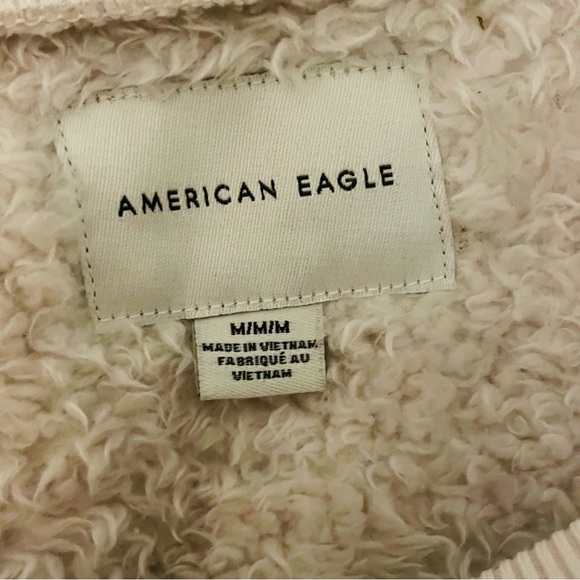 AMERICAN EAGLE
M/M/M
MADE IN VIETNAM
FABRIQUÉ AU
VIETNAM